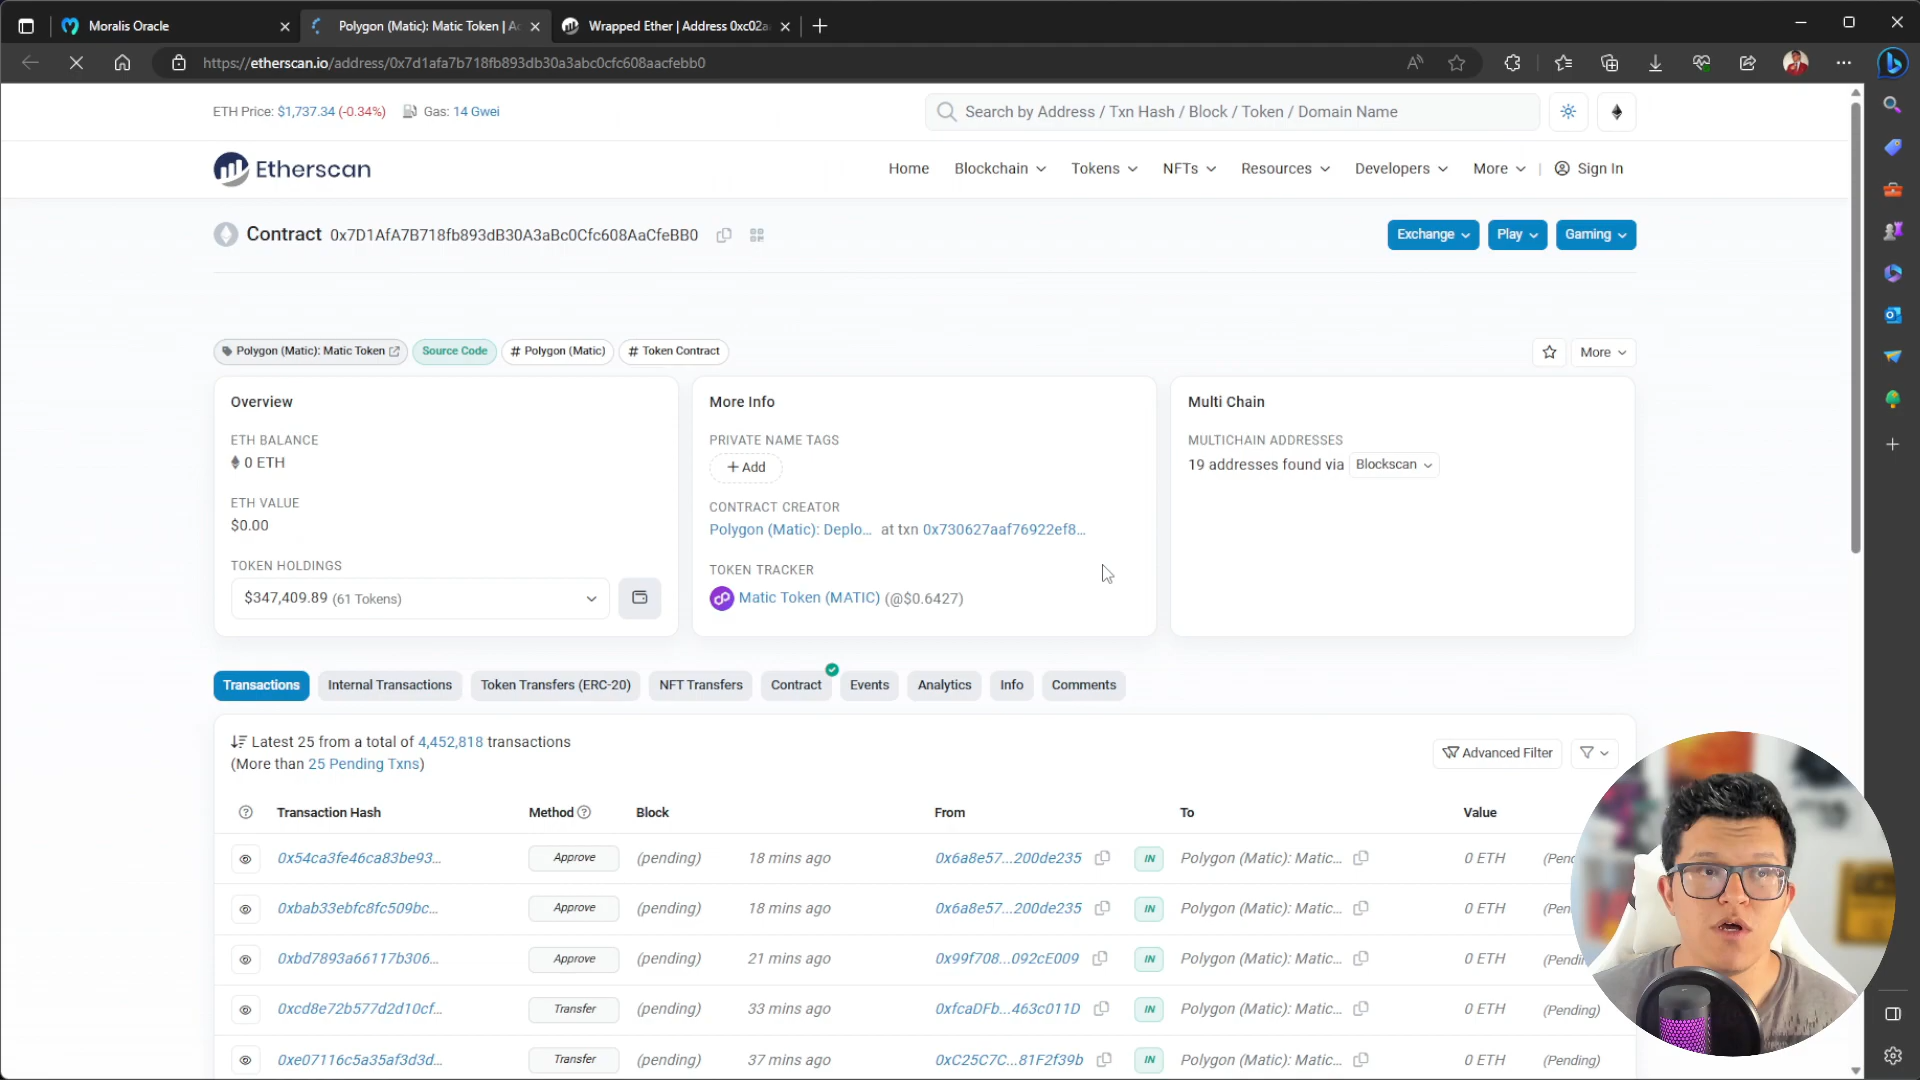 Moralis Oracle
Polygon (Matic): Matic Token | Ac
Wrapped Ether | Address 0xc02a
https://etherscan.io/address/0x7d1afa7b718fb893db30a3abc0cfc608aacfebb0
ETH Price: $1,737.34 (-0.34%) Gas: 14 Gwei
Search by Address / Txn Hash / Block / Token / Domain Name
Etherscan
Home Blockchain Tokens NFTs Resources Developers More | Sign In
Contract 0x7D1AfA7B718fb893dB30A3aBc0Cfc608AaCfeBB0
Exchange Play Gaming
Polygon (Matic): Matic Token Source Code # Polygon (Matic) # Token Contract
More
Overview
ETH BALANCE
0 ETH
ETH VALUE
$0.00
TOKEN HOLDINGS
$347,409.89 (61 Tokens)
More Info
PRIVATE NAME TAGS
+ Add
CONTRACT CREATOR
Polygon (Matic): Deplo... at txn 0x730627aaf76922ef8...
TOKEN TRACKER
Matic Token (MATIC) (@$0.6427)
Multi Chain
MULTICHAIN ADDRESSES
19 addresses found via Blockscan
Transactions Internal Transactions Token Transfers (ERC-20) NFT Transfers Contract Events Analytics Info Comments
Latest 25 from a total of 4,452,818 transactions
(More than 25 Pending Txns)
Advanced Filter
Transaction Hash Method Block From To Value
0x54ca3fe46ca83be93... Approve (pending) 18 mins ago 0x6a8e57...200de235 IN Polygon (Matic): Matic... 0 ETH (Pen
0xbab33ebfc8fc509bc... Approve (pending) 18 mins ago 0x6a8e57...200de235 IN Polygon (Matic): Matic... 0 ETH (Pen
0xbd7893a66117b306... Approve (pending) 21 mins ago 0x99f708...092cE009 IN Polygon (Matic): Matic... 0 ETH (Pendi
0xcd8e72b577d2d10cf... Transfer (pending) 33 mins ago 0xfcaDFb...463c011D IN Polygon (Matic): Matic... 0 ETH (Pending)
0xe07116c5a35af3d3d... Transfer (pending) 37 mins ago 0xC25C7C...81F2f39b IN Polygon (Matic): Matic... 0 ETH (Pending)